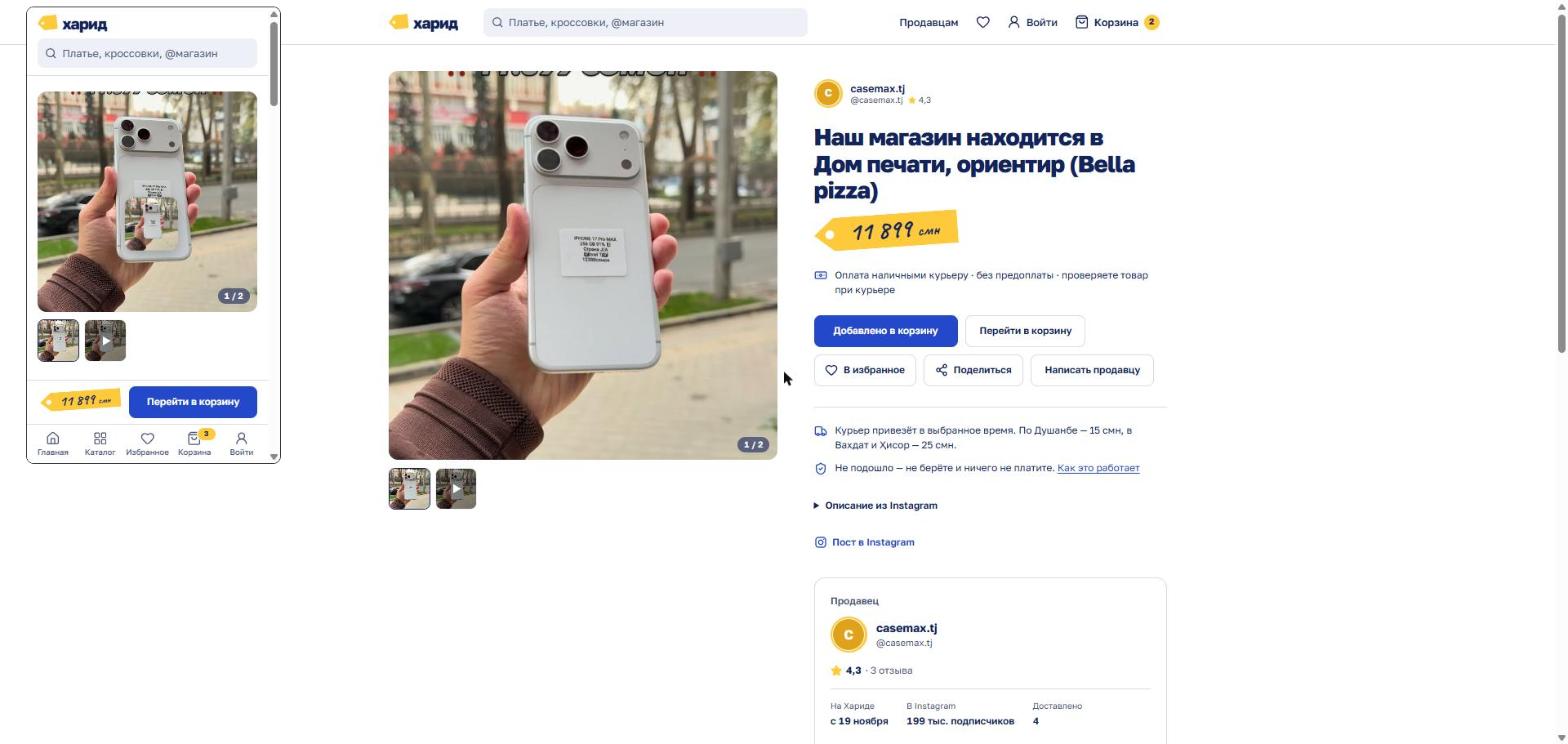 харид
Платье, кроссовки, @магазин
1 / 2
11 899 смн
Перейти в корзину
3
Главная
Каталог
Избранное
Корзина
Войти
харид
Платье, кроссовки, @магазин
Продавцам
Войти
Корзина
2
1 / 2
C
casemax.tj
@casemax.tj 4,3
Наш магазин находится в
Дом печати, ориентир (Bella
pizza)
11 899 смн
Оплата наличными курьеру · без предоплаты · проверяете товар
при курьере
Добавлено в корзину
Перейти в корзину
В избранное
Поделиться
Написать продавцу
Курьер привезёт в выбранное время. По Душанбе — 15 смн, в
Вахдат и Ҳисор — 25 смн.
Не подошло — не берёте и ничего не платите. Как это работает
Описание из Instagram
Пост в Instagram
Продавец
C
casemax.tj
@casemax.tj
4,3 · 3 отзыва
На Хариде
с 19 ноября
В Instagram
199 тыс. подписчиков
Доставлено
4